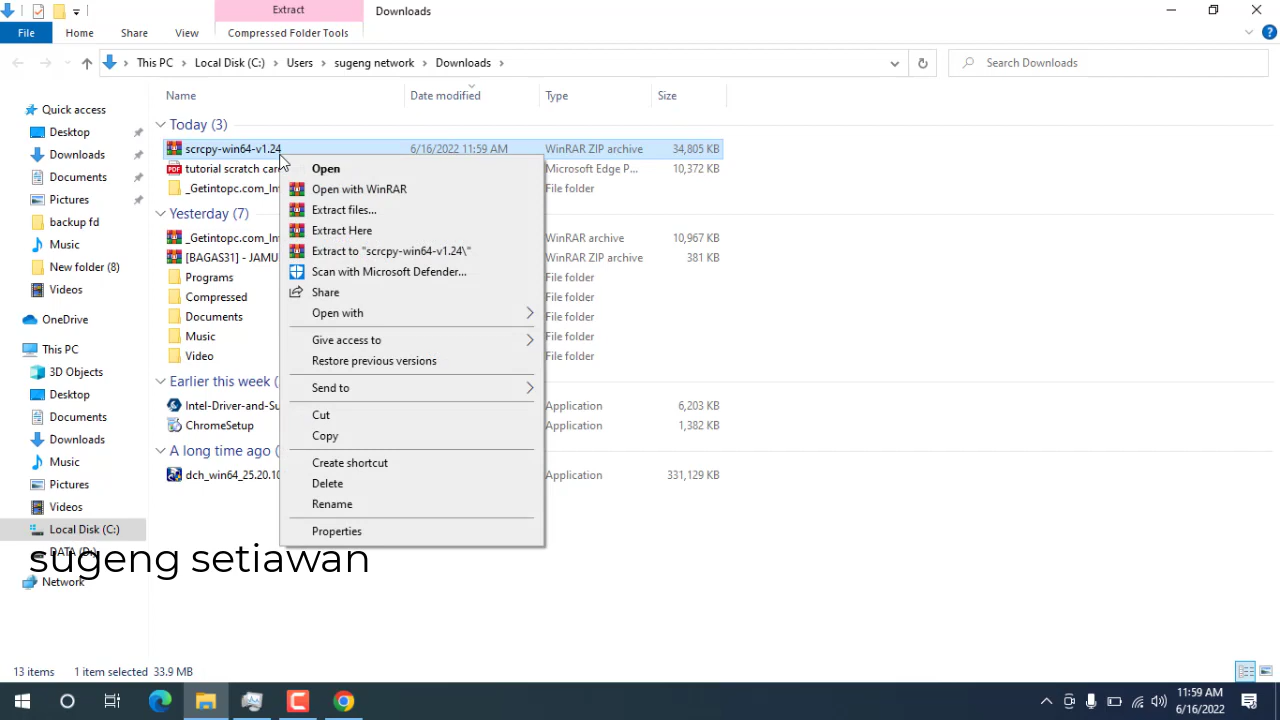 Extract
Downloads
File
Home
Share
View
Compressed Folder Tools
This PC
Local Disk (C:)
Users
sugeng network
Downloads
Search Downloads
Name
Date modified
Type
Size
Quick access
Desktop
Downloads
Documents
Pictures
backup fd
Music
New folder (8)
Videos
OneDrive
This PC
3D Objects
Desktop
Documents
Downloads
Music
Pictures
Videos
Local Disk (C:)
DATA (D:)
Network
sugeng setiawan
Today (3)
scrcpy-win64-v1.24 6/16/2022 11:59 AM WinRAR ZIP archive 34,805 KB
tutorial scratch Microsoft Edge P... 10,372 KB
_Getintopc.com_ File folder
Yesterday (7)
_Getintopc.com_ WinRAR archive 10,967 KB
[BAGAS31] - JAMU WinRAR ZIP archive 381 KB
Programs File folder
Compressed File folder
Documents File folder
Music File folder
Video File folder
Earlier this week (
Intel-Driver-and-Su Application 6,203 KB
ChromeSetup Application 1,382 KB
A long time ago (
dch_win64_25.20.10 Application 331,129 KB
Open
Open with WinRAR
Extract files...
Extract Here
Extract to "scrcpy-win64-v1.24\"
Scan with Microsoft Defender...
Share
Open with
Give access to
Restore previous versions
Send to
Cut
Copy
Create shortcut
Delete
Rename
Properties
13 items 1 item selected 33.9 MB
11:59 AM
6/16/2022